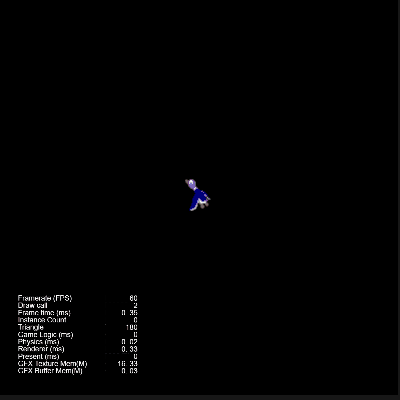 Framerate (FPS) 60
Draw call 2
Frame time (ms) 0.35
Instance Count 0
Triangle 180
Game Logic (ms) 0
Physics (ms) 0.02
Renderer (ms) 0.33
Present (ms) 0
GFX Texture Mem(M) 16.33
GFX Buffer Mem(M) 0.03